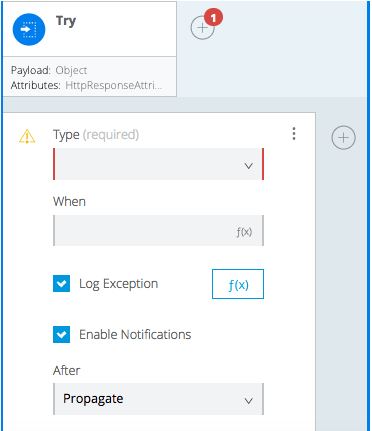 Try
1
Payload: Object
Attributes: HttpResponseAttri...
Type (required)
When
ƒ(x)
Log Exception
ƒ(x)
Enable Notifications
After
Propagate